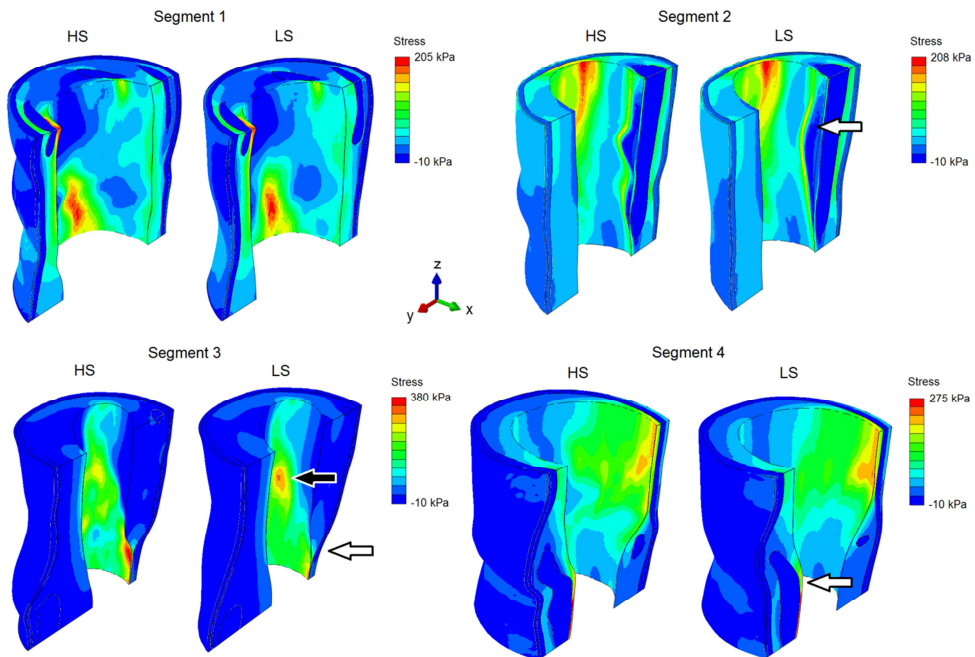 Segment 1
HS
LS
Stress
205 kPa
-10 kPa
Segment 2
HS
LS
Stress
208 kPa
-10 kPa
z
y
x
Segment 3
HS
LS
Stress
380 kPa
-10 kPa
Segment 4
HS
LS
Stress
275 kPa
-10 kPa